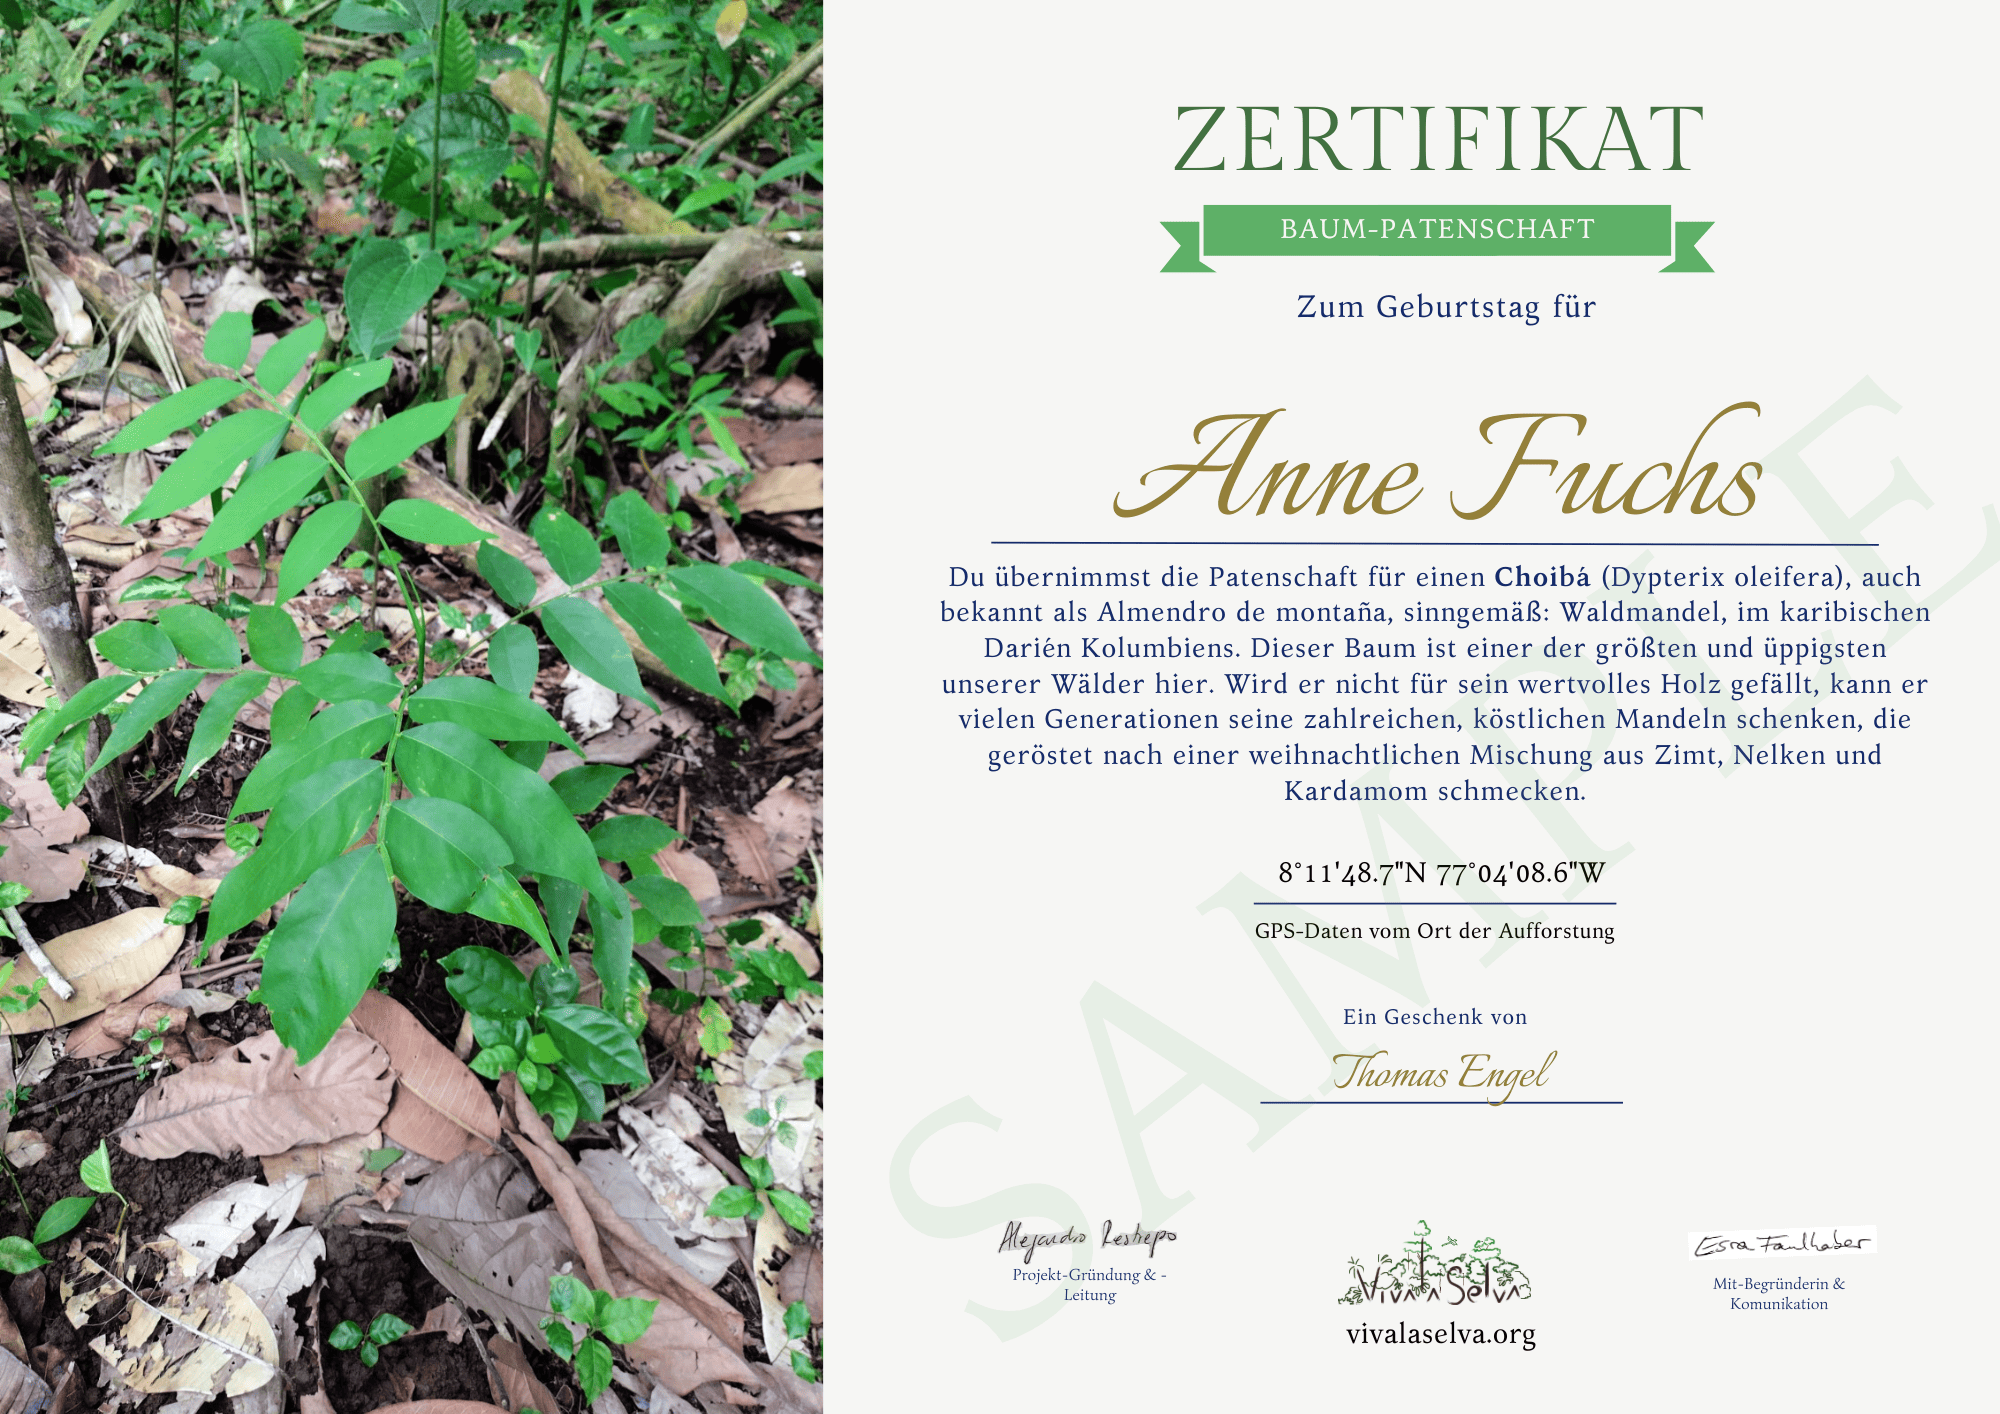 ZERTIFIKAT
BAUM-PATENSCHAFT
Zum Geburtstag für
Anne Fuchs
Du übernimmst die Patenschaft für einen Choibá (Dypterix oleifera), auch
bekannt als Almendro de montaña, sinngemäß: Waldmandel, im karibischen
Darién Kolumbiens. Dieser Baum ist einer der größten und üppigsten
unserer Wälder hier. Wird er nicht für sein wertvolles Holz gefällt, kann er
vielen Generationen seine zahlreichen, köstlichen Mandeln schenken, die
geröstet nach einer weihnachtlichen Mischung aus Zimt, Nelken und
Kardamom schmecken.
8°11'48.7"N 77°04'08.6"W
GPS-Daten vom Ort der Aufforstung
Ein Geschenk von
Thomas Engel
SAMPLE
Alejandro Restrepo
Projekt-Gründung & -
Leitung
Viva la Selva
vivalaselva.org
Esra Faulhaber
Mit-Begründerin &
Komunikation